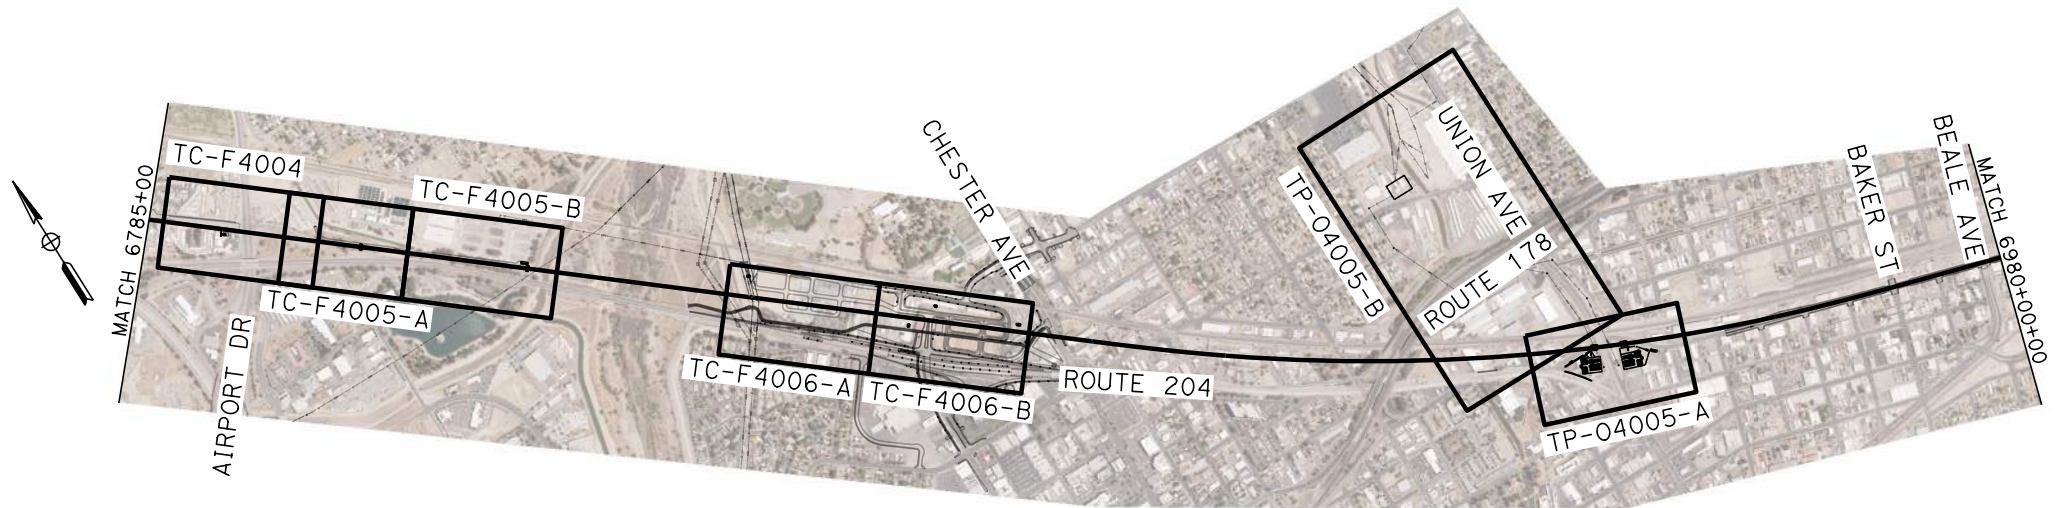 MATCH 6785+00
TC-F4004
TC-F4005-A
TC-F4005-B
AIRPORT DR
TC-F4006-A
TC-F4006-B
CHESTER AVE
ROUTE 204
TP-04005-B
UNION AVE
ROUTE 178
TP-04005-A
BAKER ST
BEALE AVE
MATCH 6980+00+00